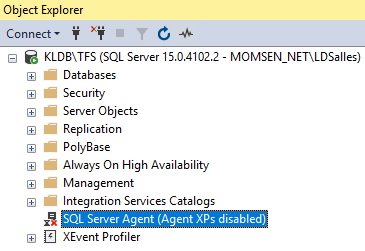 Object Explorer
Connect
KLDB\TFS (SQL Server 15.0.4102.2 - MOMSEN_NET\LDSalles)
Databases
Security
Server Objects
Replication
PolyBase
Always On High Availability
Management
Integration Services Catalogs
SQL Server Agent (Agent XPs disabled)
XEvent Profiler